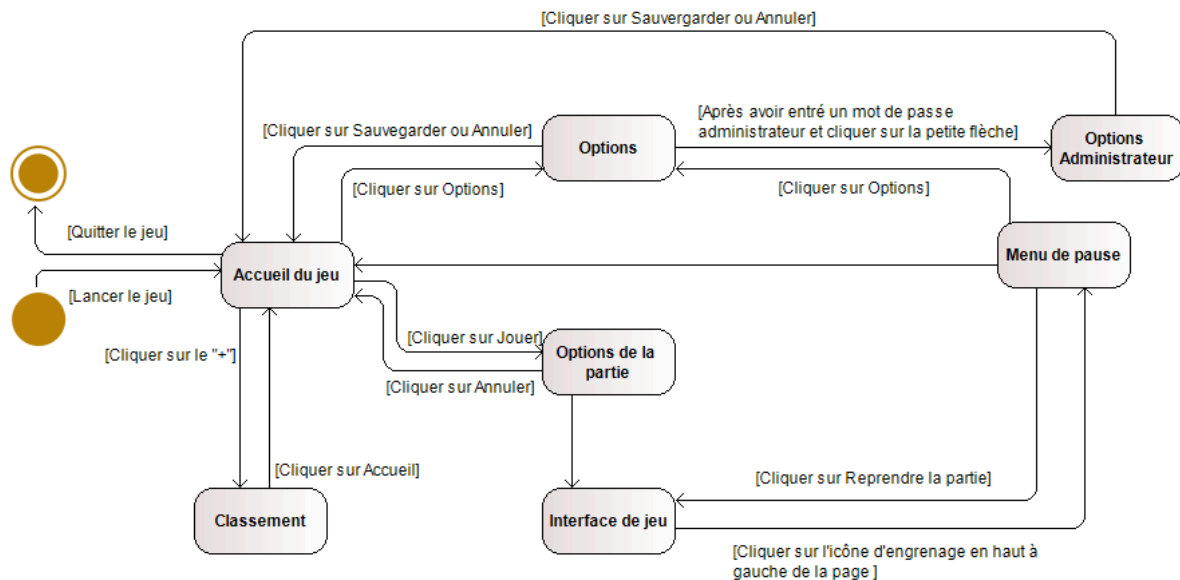 [Cliquer sur Sauvergarder ou Annuler]
[Après avoir entré un mot de passe
administrateur et cliquer sur la petite flèche]
[Cliquer sur Sauvegarder ou Annuler]
Options
Options
Administrateur
[Cliquer sur Options]
[Cliquer sur Options]
[Quitter le jeu]
Accueil du jeu
Menu de pause
[Lancer le jeu]
[Cliquer sur Jouer]
[Cliquer sur le "+"]
Options de la
partie
[Cliquer sur Annuler]
[Cliquer sur Accueil]
[Cliquer sur Reprendre la partie]
Classement
Interface de jeu
[Cliquer sur l'icône d'engrenage en haut à
gauche de la page ]